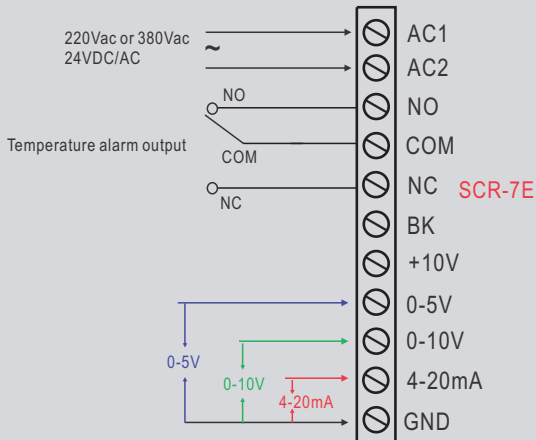 220Vac or 380Vac
24VDC/AC
~
AC1
AC2
NO
NO
Temperature alarm output
COM
COM
NC
NC
SCR-7E
BK
+10V
0-5V
0-5V
0-10V
0-10V
4-20mA
4-20mA
GND